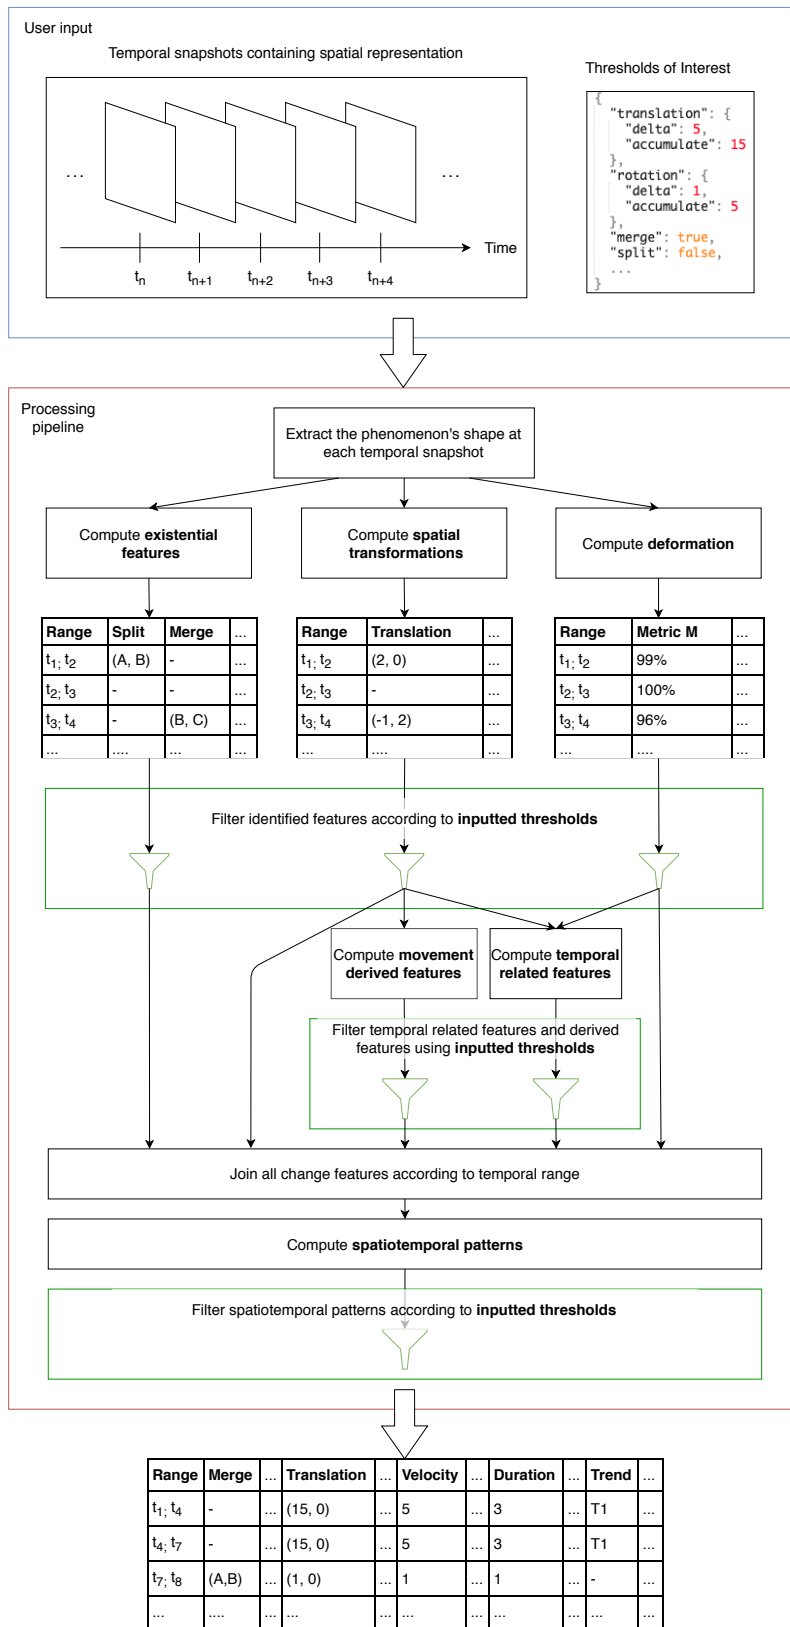 User input
Temporal snapshots containing spatial representation
Thresholds of Interest
{
"translation": {
"delta": 5,
"accumulate": 15
},
"rotation": {
"delta": 1,
"accumulate": 5
},
"merge": true,
"split": false,
...
}
... ...
Time
tn tn+1 tn+2 tn+3 tn+4
Processing
pipeline
Extract the phenomenon's shape at
each temporal snapshot
Compute existential
features
Compute spatial
transformations
Compute deformation
Range Split Merge ...
t1; t2 (A, B) - ...
t2; t3 - - ...
t3; t4 - (B, C) ...
... .... ... ...
Range Translation ...
t1; t2 (2, 0) ...
t2; t3 - ...
t3; t4 (-1, 2) ...
... .... ...
Range Metric M ...
t1; t2 99% ...
t2; t3 100% ...
t3; t4 96% ...
... .... ...
Filter identified features according to inputted thresholds
Compute movement
derived features
Compute temporal
related features
Filter temporal related features and derived
features using inputted thresholds
Join all change features according to temporal range
Compute spatiotemporal patterns
Filter spatiotemporal patterns according to inputted thresholds
Range Merge ... Translation ... Velocity ... Duration ... Trend ...
t1; t4 - ... (15, 0) ... 5 ... 3 ... T1 ...
t4; t7 - ... (15, 0) ... 5 ... 3 ... T1 ...
t7; t8 (A,B) ... (1, 0) ... 1 ... 1 ... - ...
... .... ... ... ... ... ... ... ... ... ...